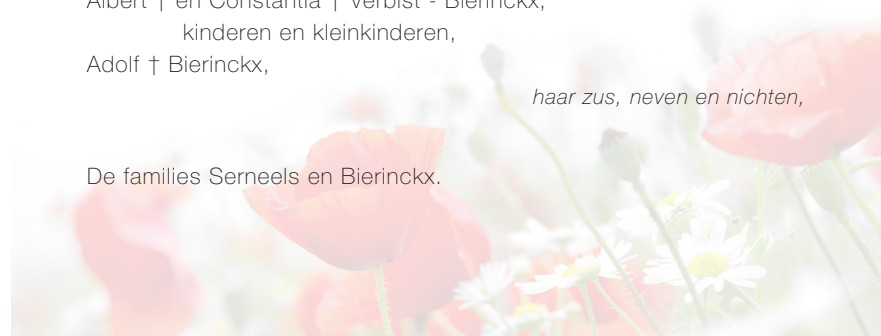 Albert † en Constantia † Verbist - Bierinckx,
kinderen en kleinkinderen,
Adolf † Bierinckx,
haar zus, neven en nichten,
De families Serneels en Bierinckx.